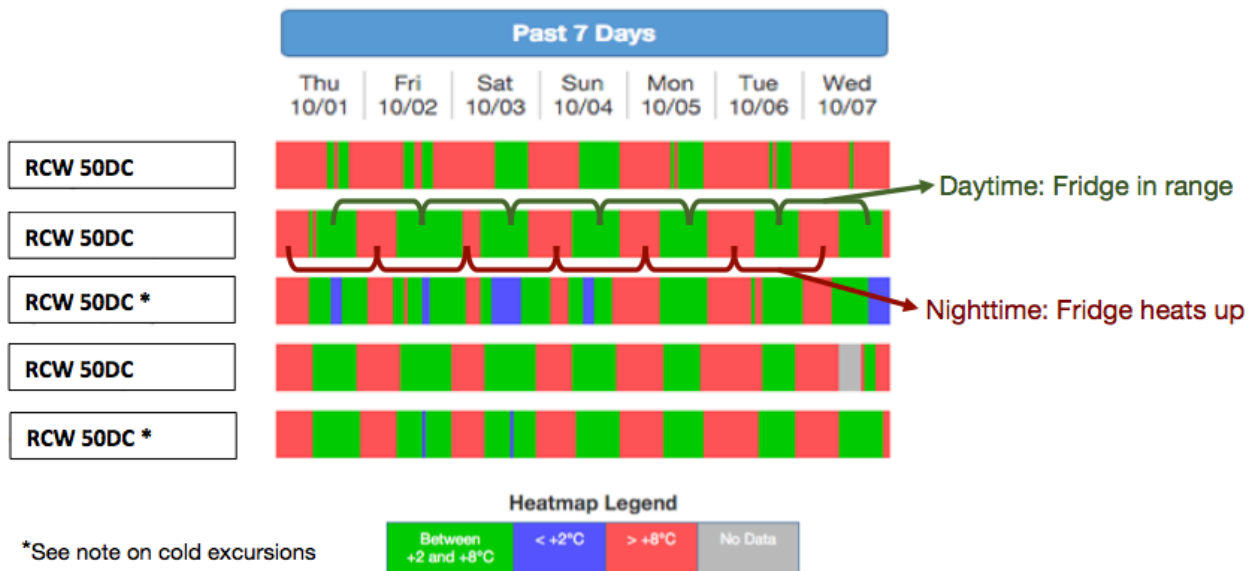 Past 7 Days
Thu Fri Sat Sun Mon Tue Wed
10/01 10/02 10/03 10/04 10/05 10/06 10/07
RCW 50DC
Daytime: Fridge in range
RCW 50DC
RCW 50DC *
Nighttime: Fridge heats up
RCW 50DC
RCW 50DC *
Heatmap Legend
*See note on cold excursions
Between
+2 and +8°C
< +2°C
> +8°C
No Data